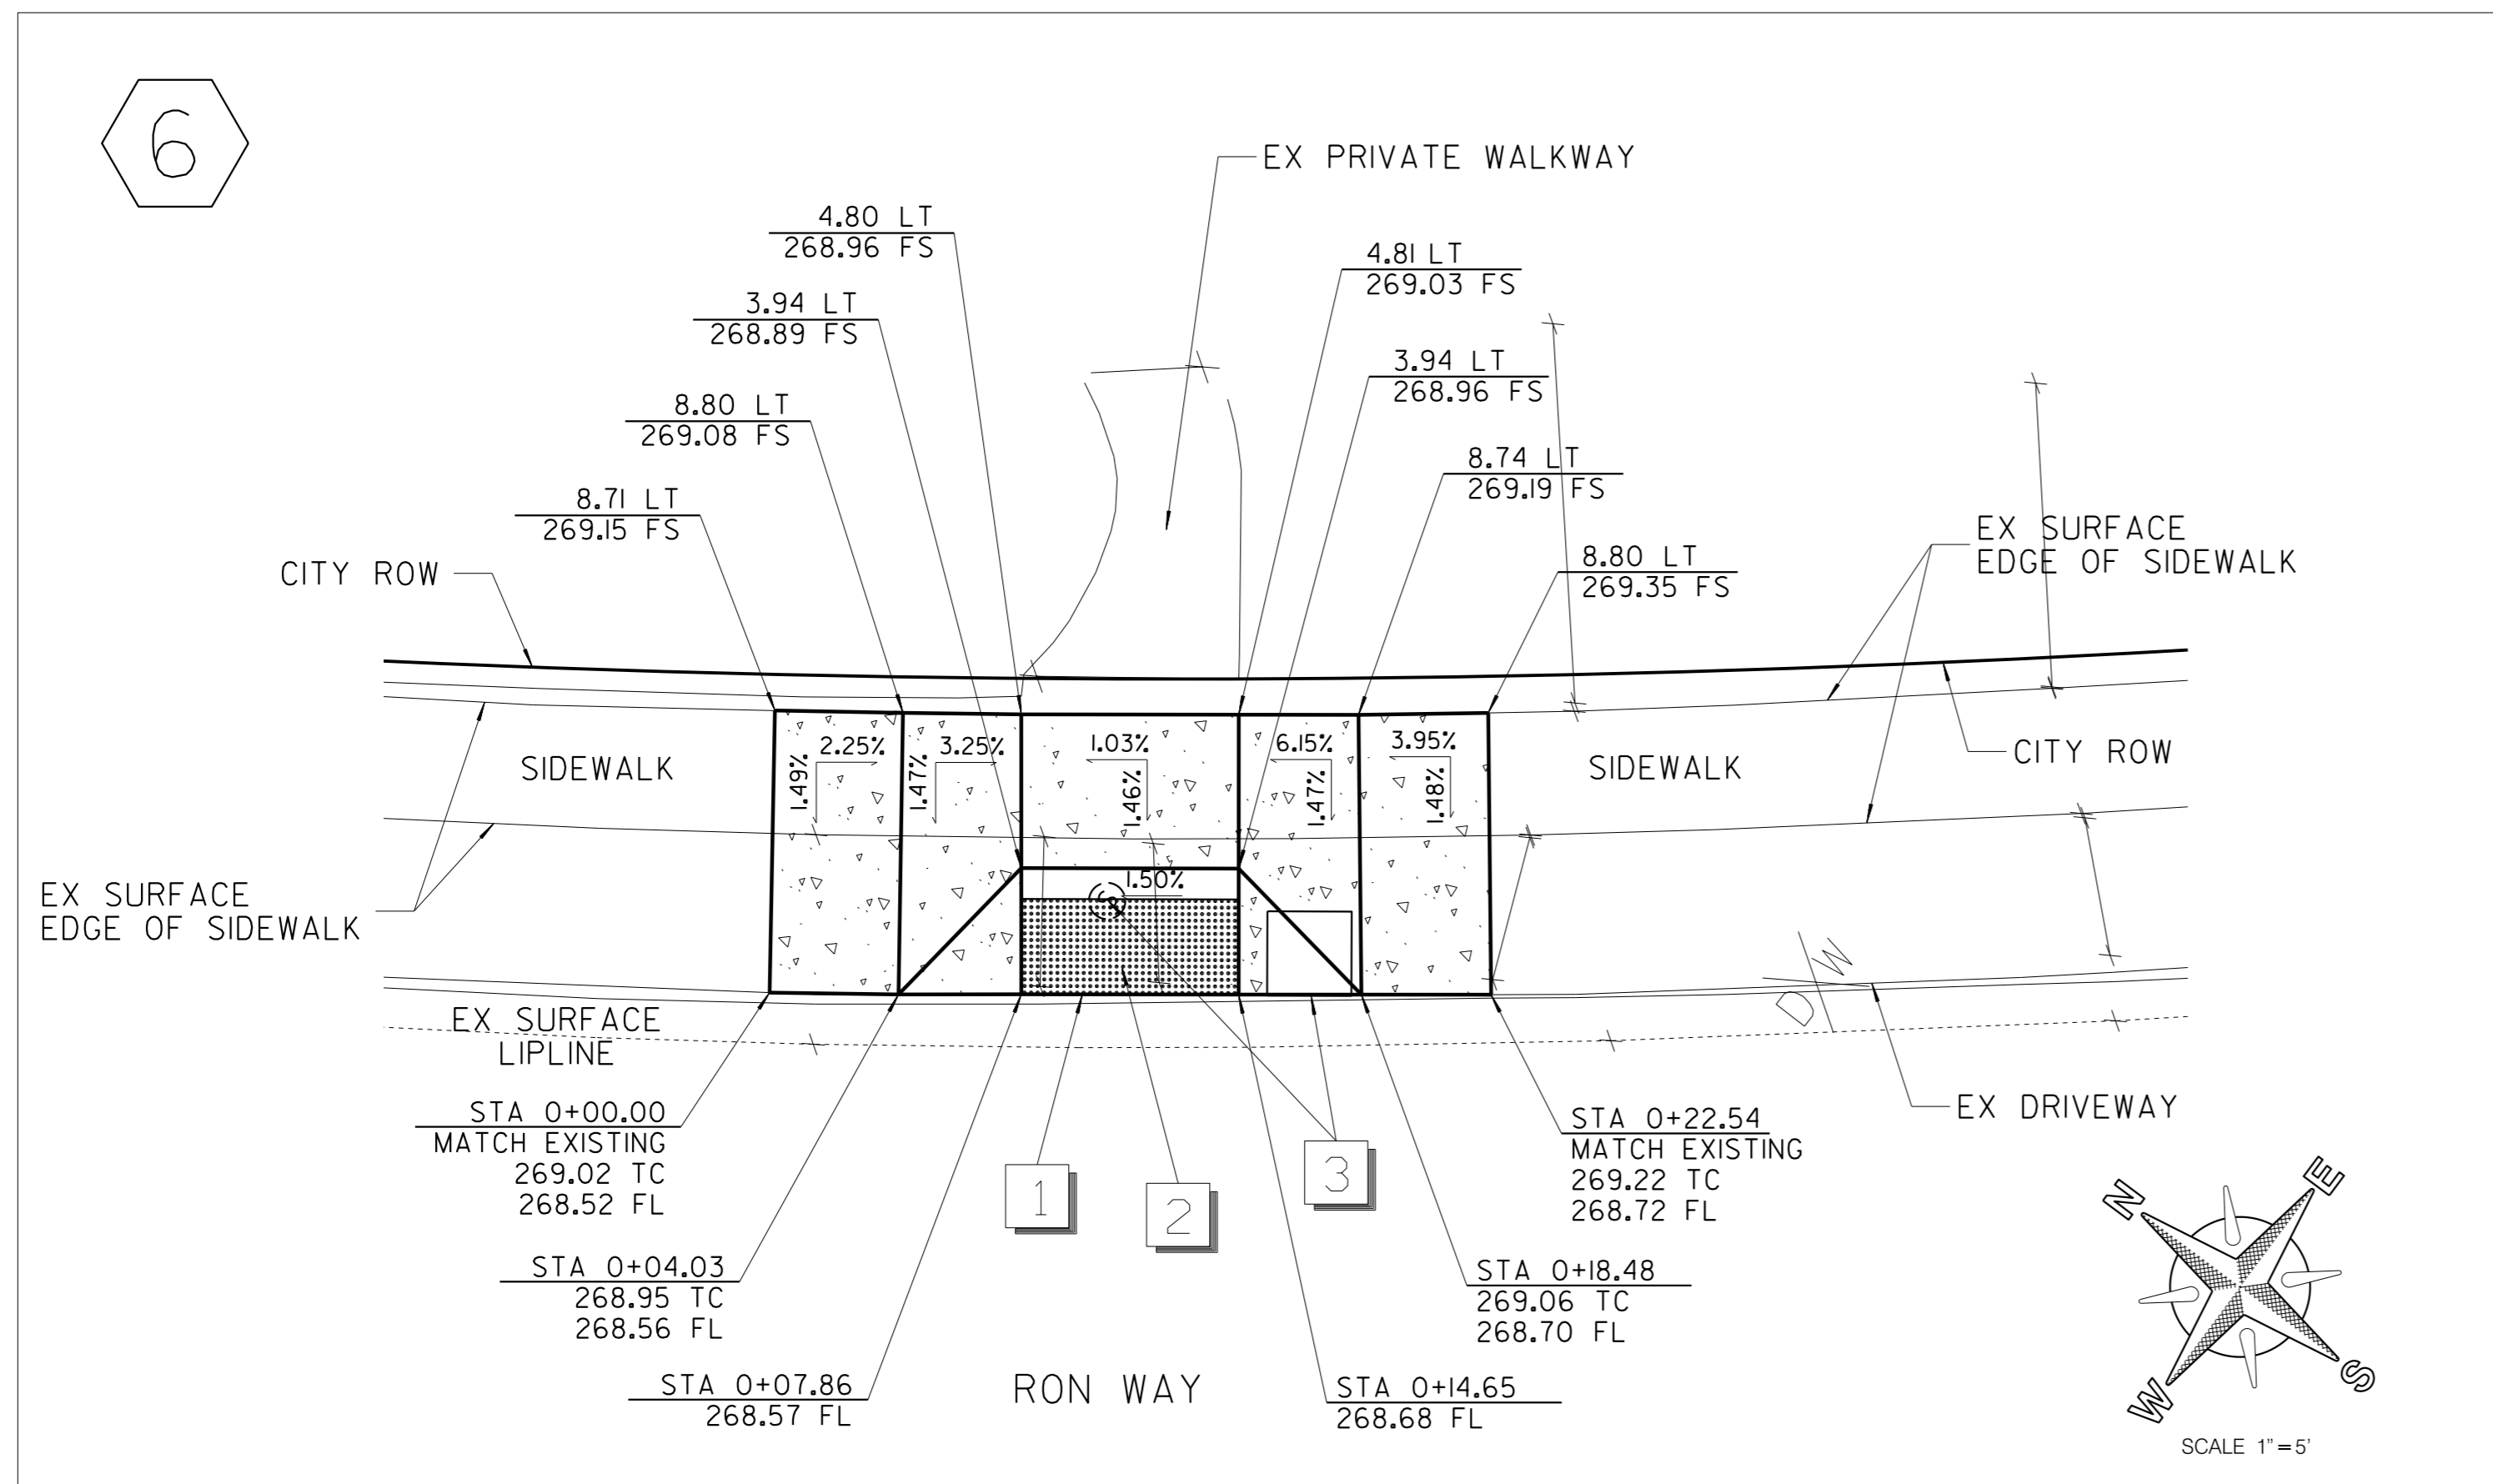 6
EX PRIVATE WALKWAY
4.80 LT
268.96 FS
4.81 LT
269.03 FS
3.94 LT
268.89 FS
3.94 LT
268.96 FS
8.80 LT
269.08 FS
8.74 LT
269.19 FS
8.71 LT
269.15 FS
EX SURFACE
EDGE OF SIDEWALK
8.80 LT
269.35 FS
CITY ROW
SIDEWALK
2.25%
1.49%
3.25%
1.47%
1.03%
1.46%
6.15%
1.47%
3.95%
1.48%
SIDEWALK
CITY ROW
1.50%
EX SURFACE
EDGE OF SIDEWALK
D
W
EX SURFACE
LIPLINE
EX DRIVEWAY
STA 0+00.00
MATCH EXISTING
269.02 TC
268.52 FL
1
2
3
STA 0+22.54
MATCH EXISTING
269.22 TC
268.72 FL
STA 0+04.03
268.95 TC
268.56 FL
STA 0+18.48
269.06 TC
268.70 FL
STA 0+07.86
268.57 FL
RON WAY
STA 0+14.65
268.68 FL
N
E
W
S
SCALE 1"=5'